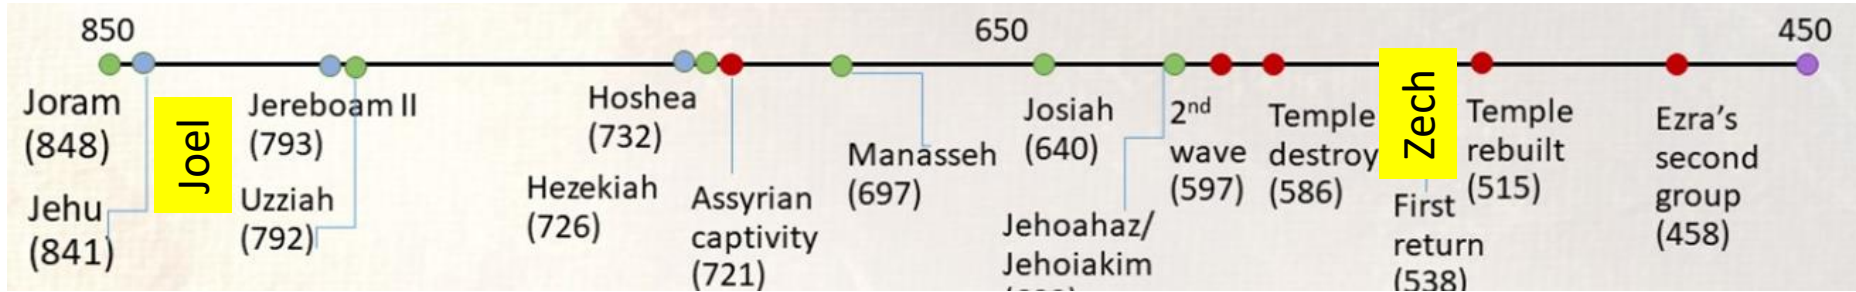 850
650
450
Joram
(848)
Jehu
(841)
Joel
Jereboam II
(793)
Uzziah
(792)
Hoshea
(732)
Hezekiah
(726)
Assyrian
captivity
(721)
Manasseh
(697)
Josiah
(640)
Jehoahaz/
Jehoiakim
2nd
wave
(597)
Temple
destroy
(586)
Zech
First
return
(538)
Temple
rebuilt
(515)
Ezra’s
second
group
(458)